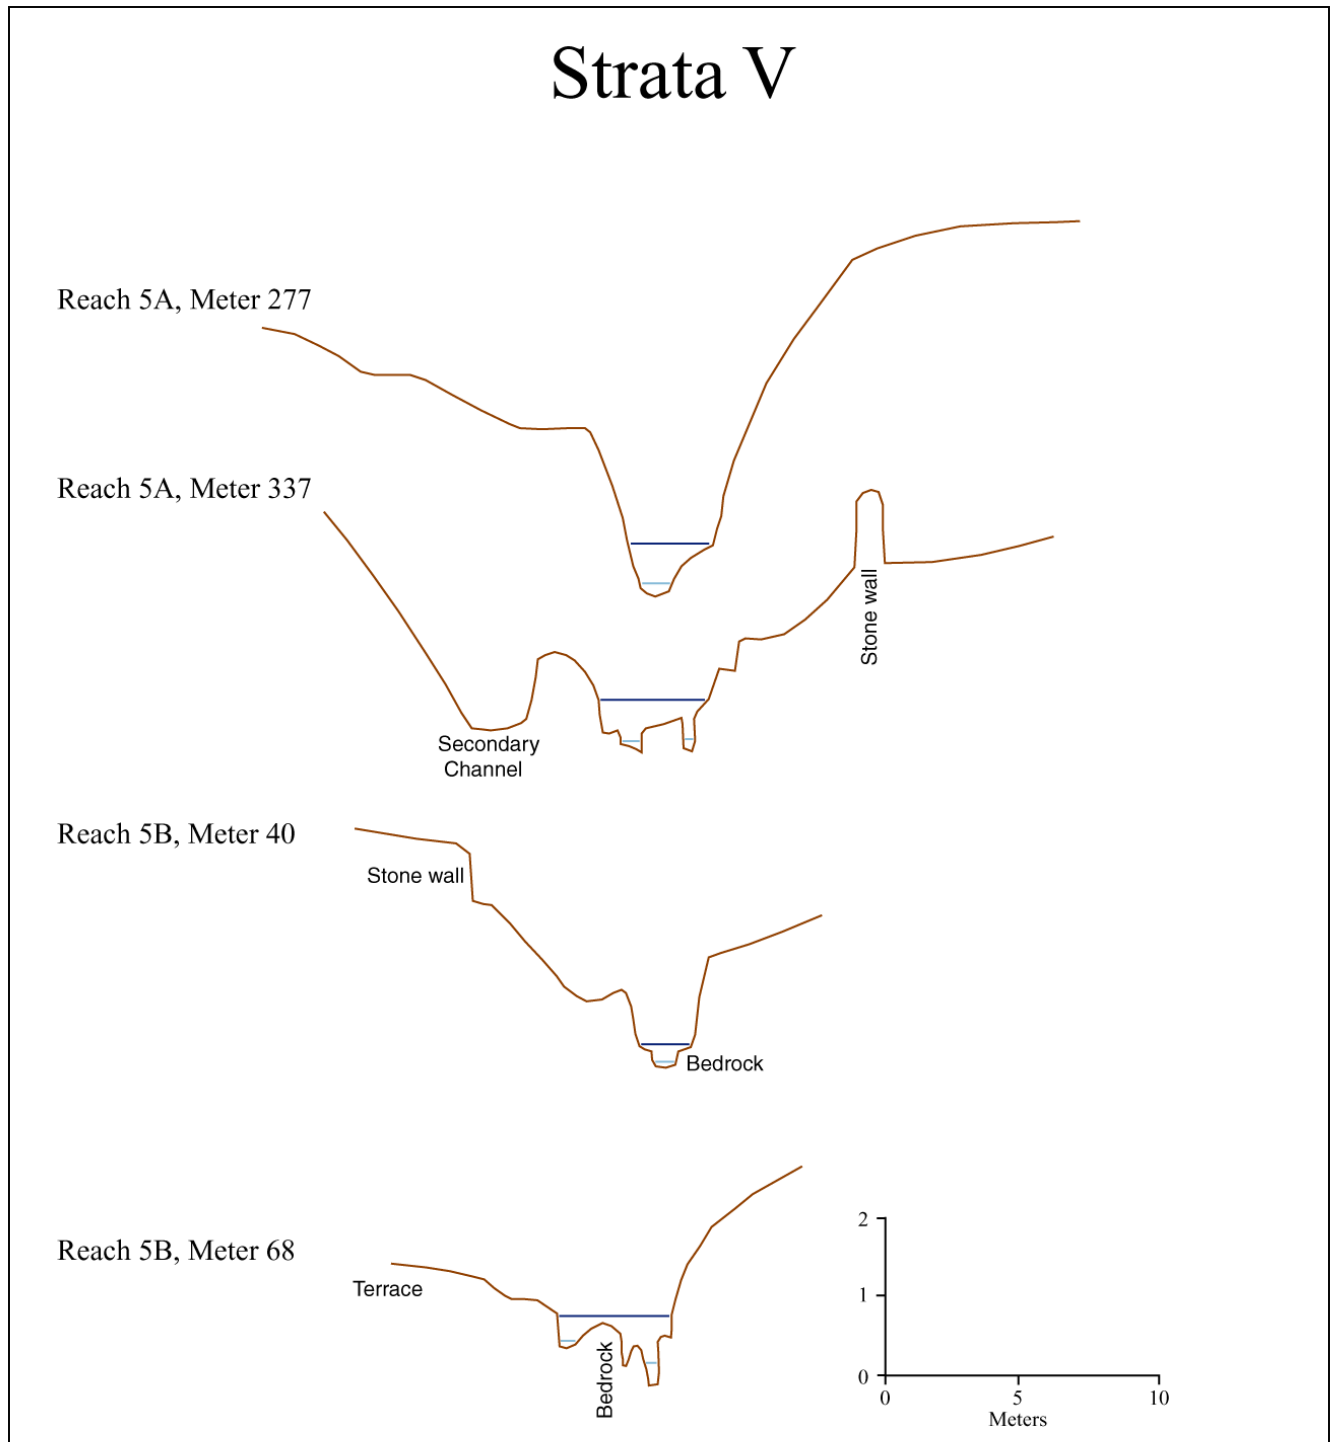 Strata V
Reach 5A, Meter 277
Reach 5A, Meter 337
Stone wall
Secondary
Channel
Reach 5B, Meter 40
Stone wall
Bedrock
Reach 5B, Meter 68
Terrace
Bedrock
2
1
0
0 5 10
Meters